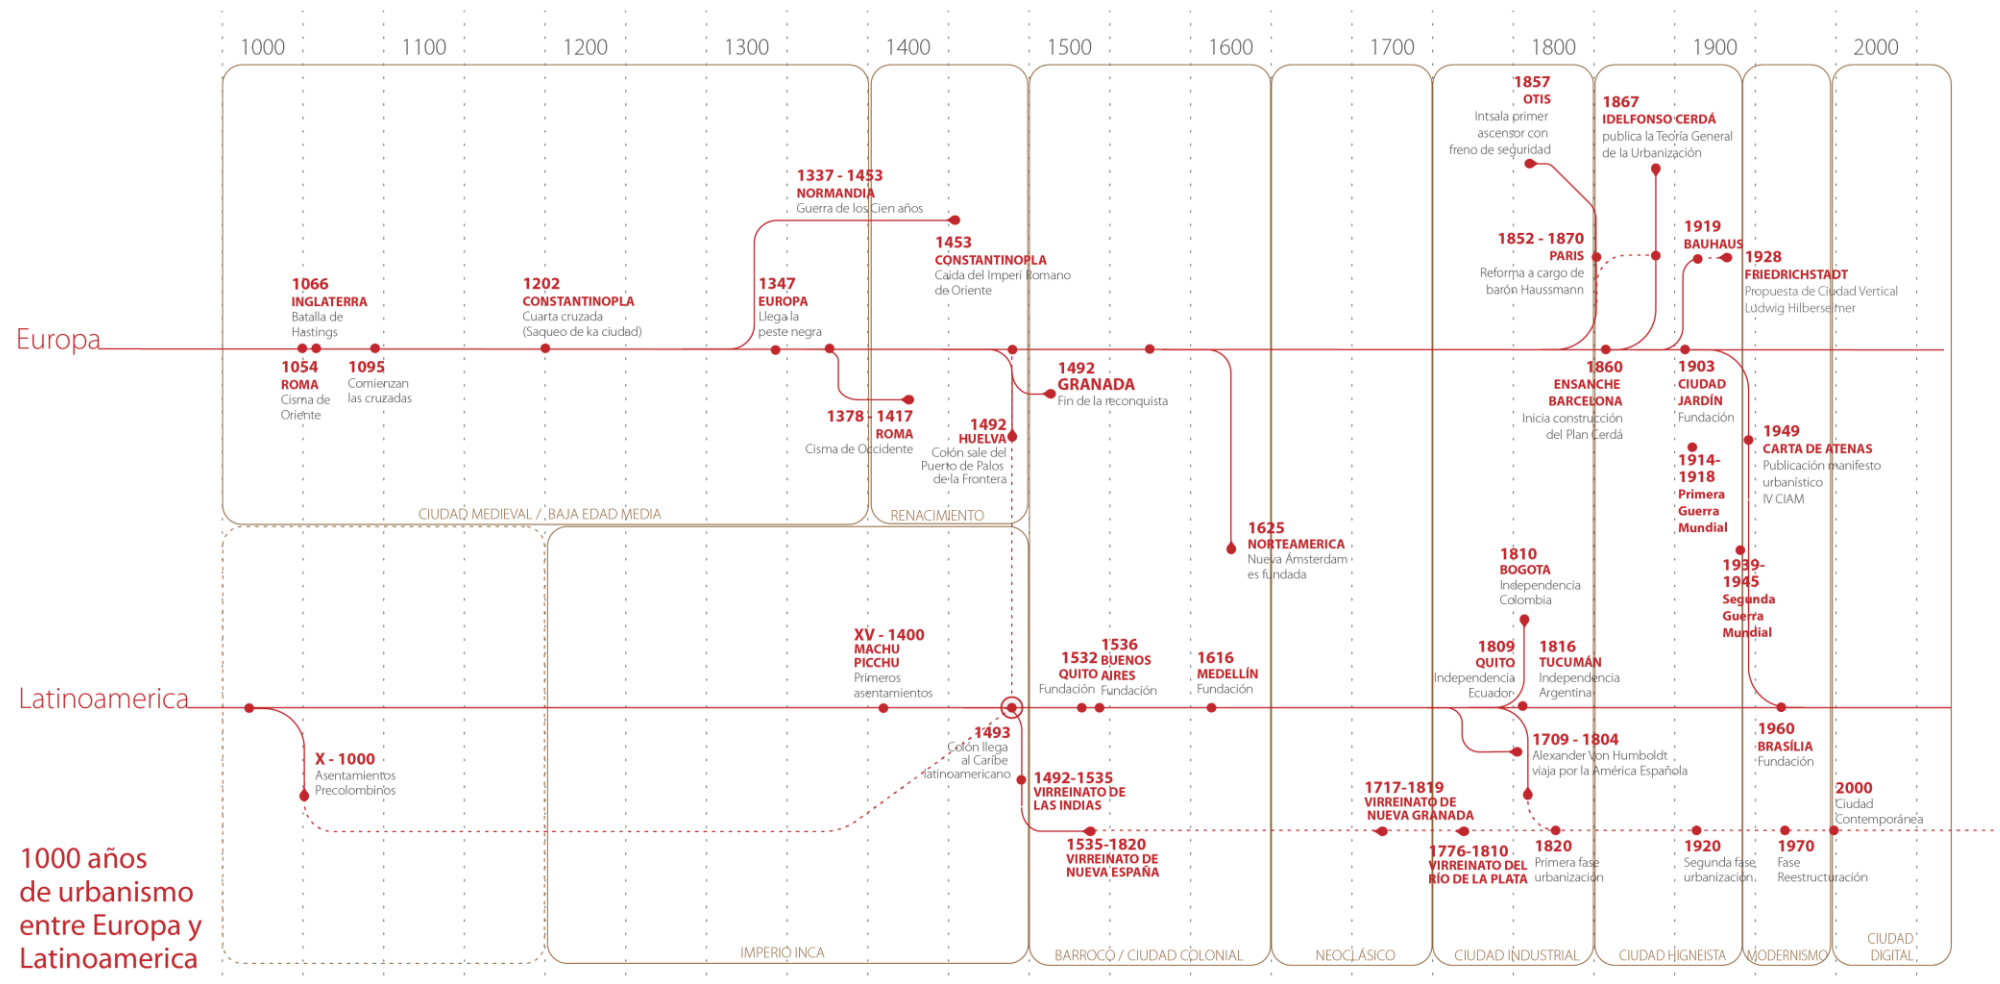 1000 1100 1200 1300 1400 1500 1600 1700 1800 1900 2000
1857
OTIS
Intsala primer
ascensor con
freno de seguridad
1867
IDELFONSO CERDÁ
publica la Teoría General
de la Urbanización
1337 - 1453
NORMANDIA
Guerra de los Cien años
1453
CONSTANTINOPLA
Caida del Imperi Romano
de Oriente
1852 - 1870
PARIS
Reforma a cargo de
barón Haussmann
1919
BAUHAUS
1928
FRIEDRICHSTADT
Propuesta de Ciudad Vertical
Ludwig Hilberseimer
1066
INGLATERRA
Batalla de
Hastings
1202
CONSTANTINOPLA
Cuarta cruzada
(Saqueo de ka ciudad)
1347
EUROPA
Llega la
peste negra
Europa
1054
ROMA
Cisma de
Oriente
1095
Comienzan
las cruzadas
1378 - 1417
ROMA
Cisma de Occidente
1492
HUELVA
Colón sale del
Puerto de Palos
de la Frontera
1492
GRANADA
Fin de la reconquista
1860
ENSANCHE
BARCELONA
Inicia construcción
del Plan Cerdá
1903
CIUDAD
JARDÍN
Fundación
1914-
1918
Primera
Guerra
Mundial
1949
CARTA DE ATENAS
Publicación manifesto
urbanístico
IV CIAM
CIUDAD MEDIEVAL / BAJA EDAD MEDIA
RENACIMIENTO
1625
NORTEAMERICA
Nueva Ámsterdam
es fundada
1939-
1945
Segunda
Guerra
Mundial
1810
BOGOTA
Independencia
Colombia
XV - 1400
MACHU
PICCHU
Primeros
asentamientos
1532
QUITO
Fundación
1536
BUENOS
AIRES
Fundación
1616
MEDELLÍN
Fundación
1809
QUITO
Independencia
Ecuador
1816
TUCUMÁN
Independencia
Argentina
Latinoamerica
X - 1000
Asentamientos
Precolombinos
1493
Colón llega
al Caribe
latinoamericano
1492-1535
VIRREINATO DE
LAS INDIAS
1535-1820
VIRREINATO DE
NUEVA ESPAÑA
1717-1819
VIRREINATO DE
NUEVA GRANADA
1776-1810
VIRREINATO DEL
RÍO DE LA PLATA
1709 - 1804
Alexander Von Humboldt
viaja por la América Española
1820
Primera fase
urbanización
1920
Segunda fase
urbanización
1960
BRASÍLIA
Fundación
1970
Fase
Reestructuración
2000
Ciudad
Contemporánea
1000 años
de urbanismo
entre Europa y
Latinoamerica
IMPERIO INCA
BARROCO / CIUDAD COLONIAL
NEOCLÁSICO
CIUDAD INDUSTRIAL
CIUDAD HIGNEISTA
MODERNISMO
CIUDAD
DIGITAL